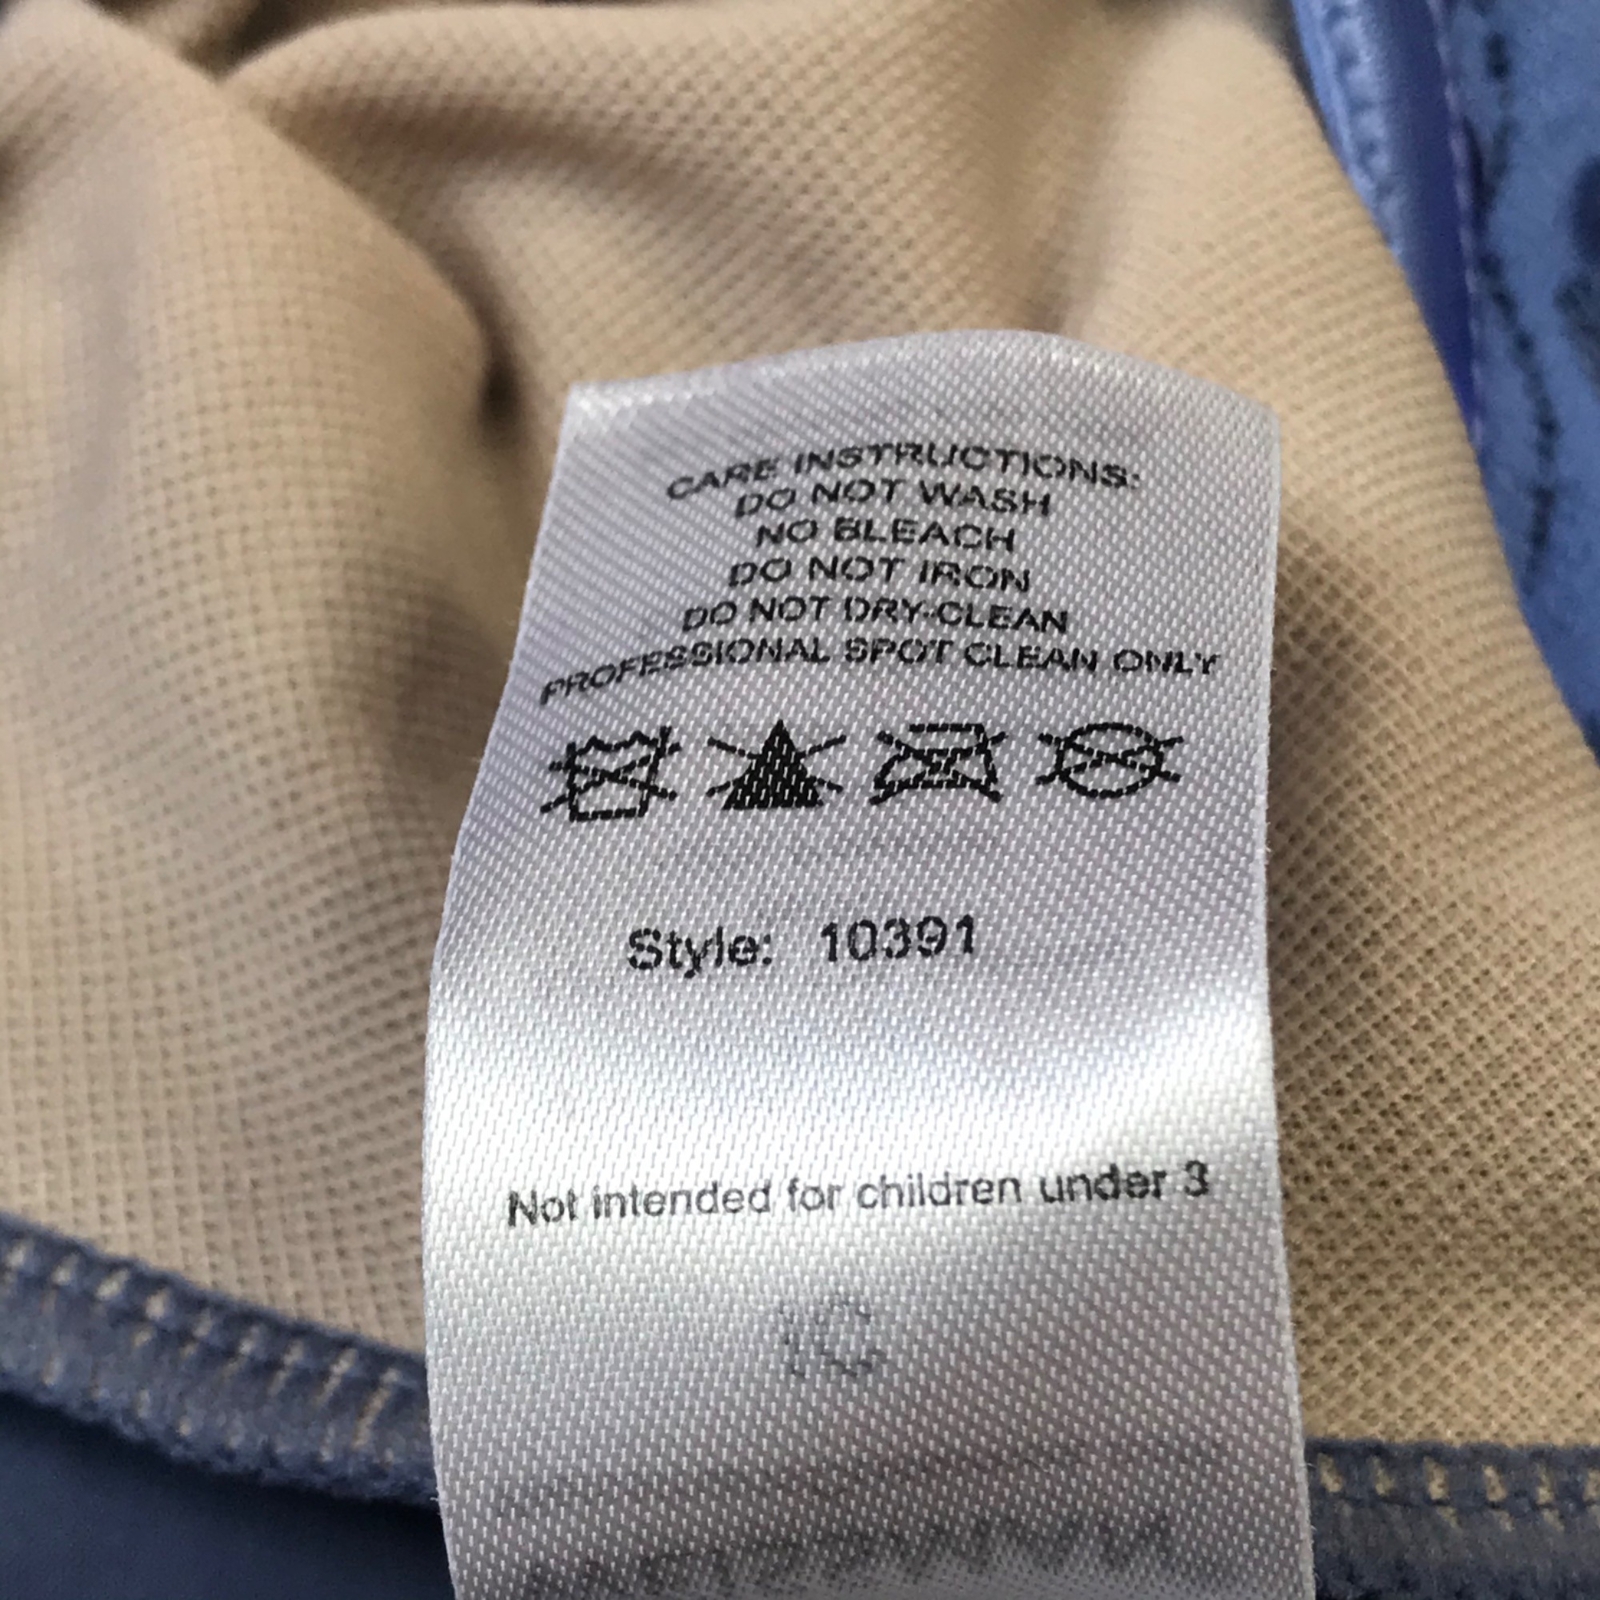 CARE INSTRUCTIONS:
DO NOT WASH
NO BLEACH
DO NOT IRON
DO NOT DRY-CLEAN
PROFESSIONAL SPOT CLEAN ONLY
Style: 10391
Not intended for children under 3